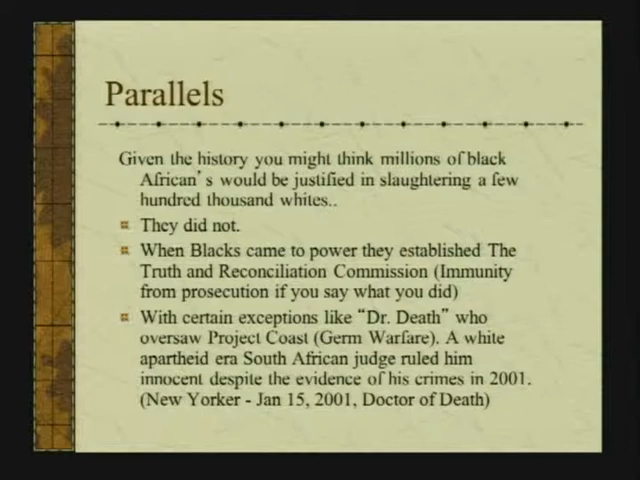 Parallels
Given the history you might think millions of black
African's would be justified in slaughtering a few
hundred thousand whites..
They did not.
When Blacks came to power they established The
Truth and Reconciliation Commission (Immunity
from prosecution if you say what you did)
With certain exceptions like “Dr. Death” who
oversaw Project Coast (Germ Warfare). A white
apartheid era South African judge ruled him
innocent despite the evidence of his crimes in 2001.
(New Yorker - Jan 15, 2001, Doctor of Death)